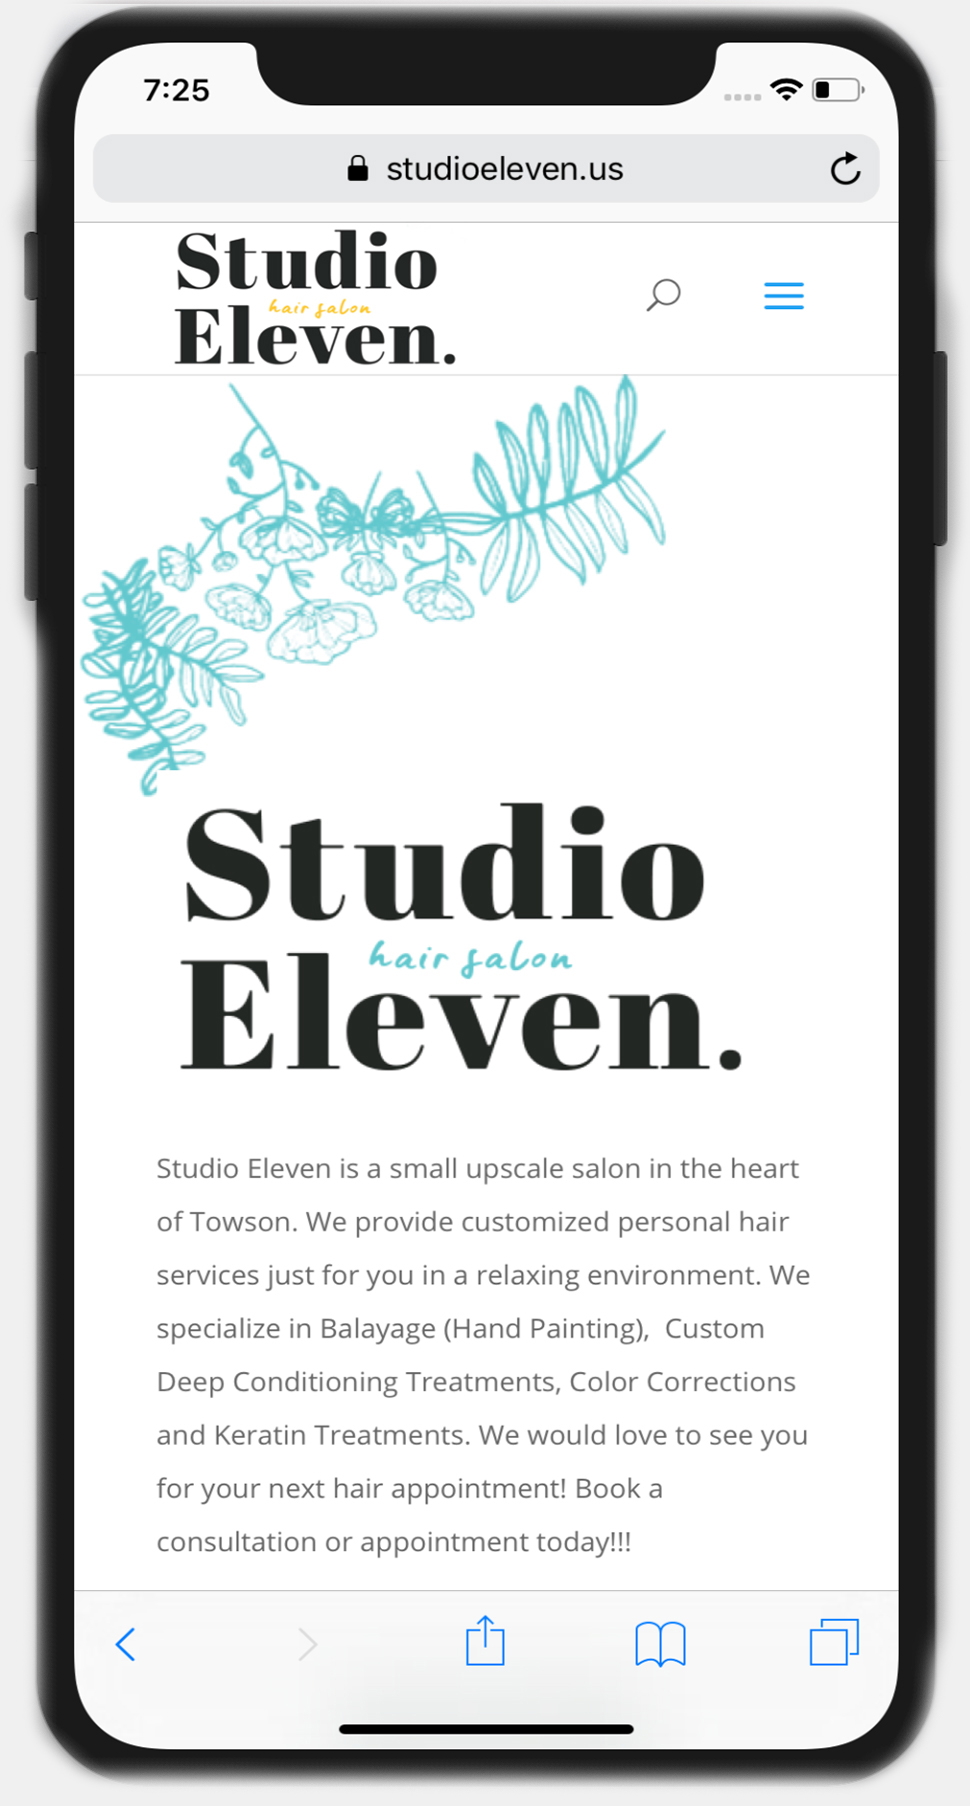 7:25
studioeleven.us
Studio
hair salon
Eleven.
Studio
hair salon
Eleven.
Studio Eleven is a small upscale salon in the heart
of Towson. We provide customized personal hair
services just for you in a relaxing environment. We
specialize in Balayage (Hand Painting),  Custom
Deep Conditioning Treatments, Color Corrections
and Keratin Treatments. We would love to see you
for your next hair appointment! Book a
consultation or appointment today!!!